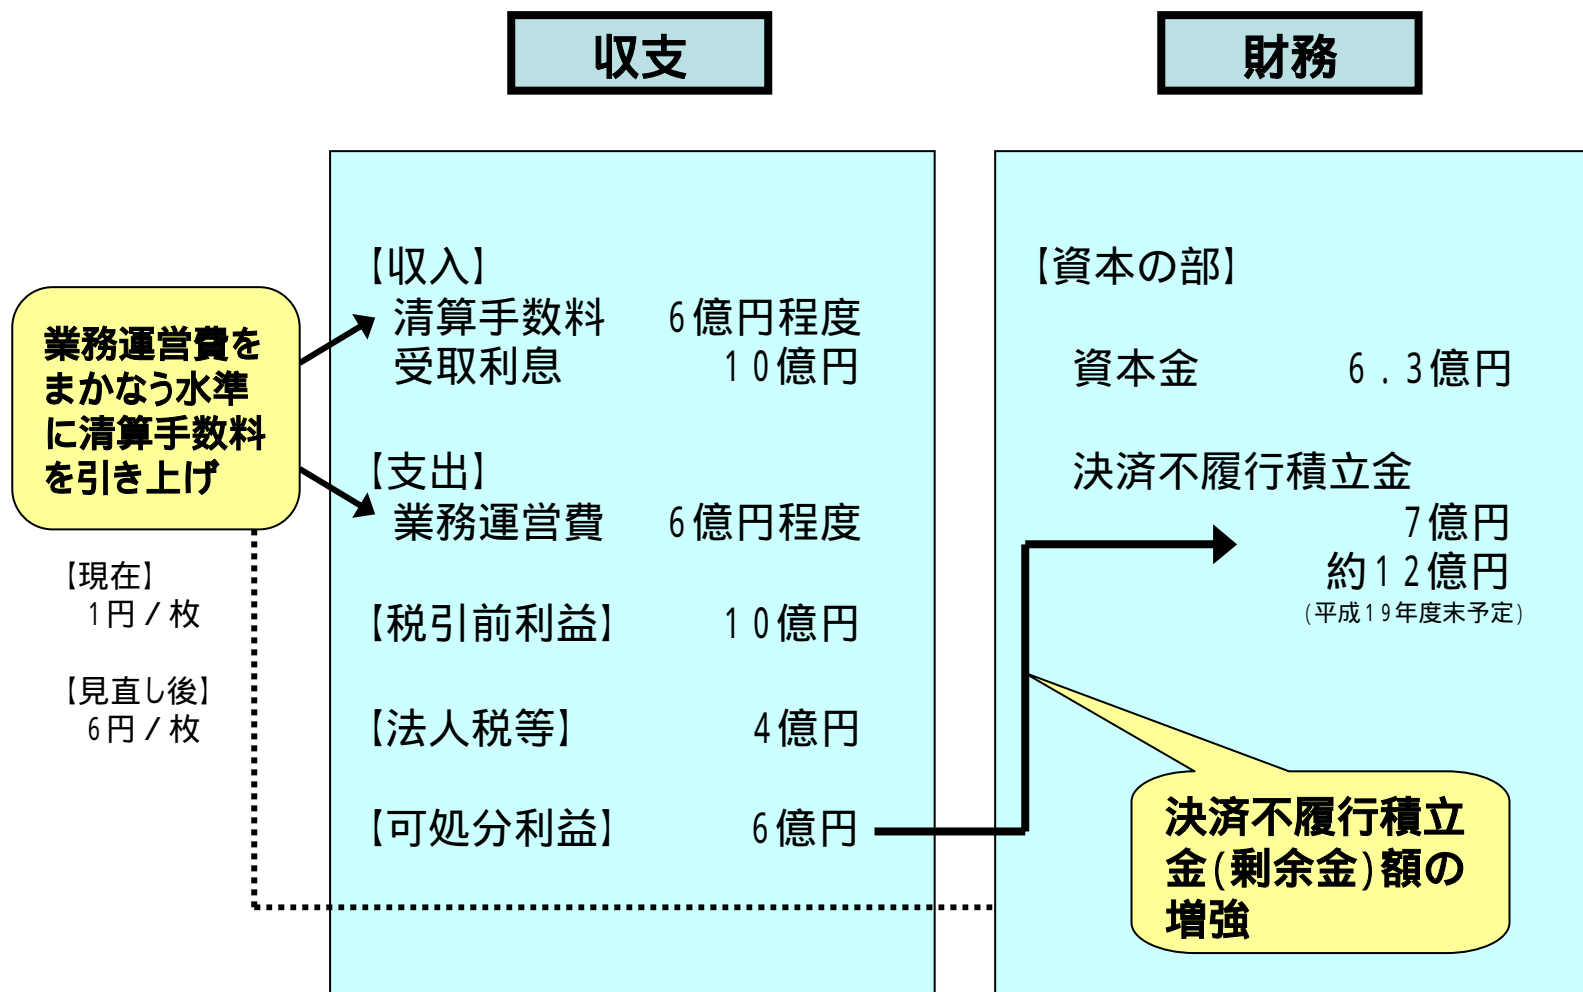 収支
財務
業務運営費を
まかなう水準
に清算手数料
を引き上げ
【現在】
1円／枚
【見直し後】
6円／枚
【収入】
清算手数料 6億円程度
受取利息 10億円
【支出】
業務運営費 6億円程度
【税引前利益】 10億円
【法人税等】 4億円
【可処分利益】 6億円
【資本の部】
資本金 6．3億円
決済不履行積立金
7億円
約12億円
(平成19年度末予定)
決済不履行積立
金(剰余金)額の
増強